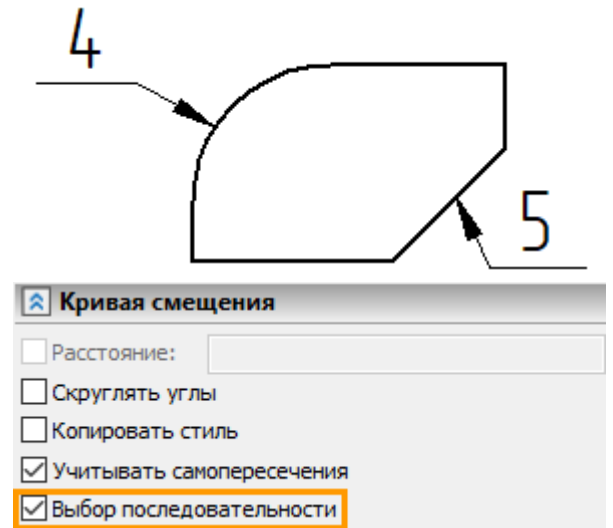 4
5
Кривая смещения
Расстояние:
Скруглять углы
Копировать стиль
Учитывать самопересечения
Выбор последовательности